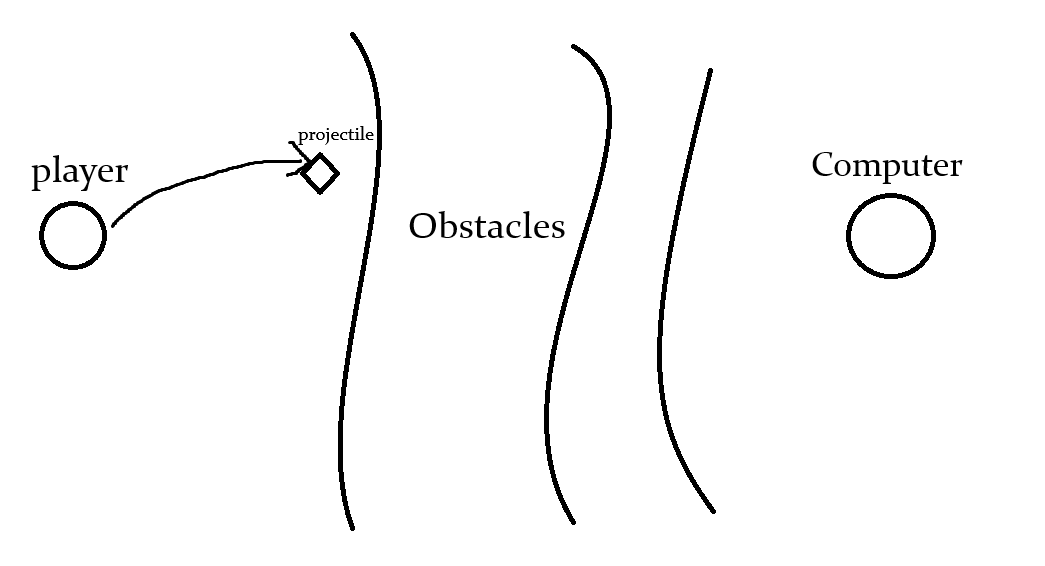 projectile
player
Computer
Obstacles